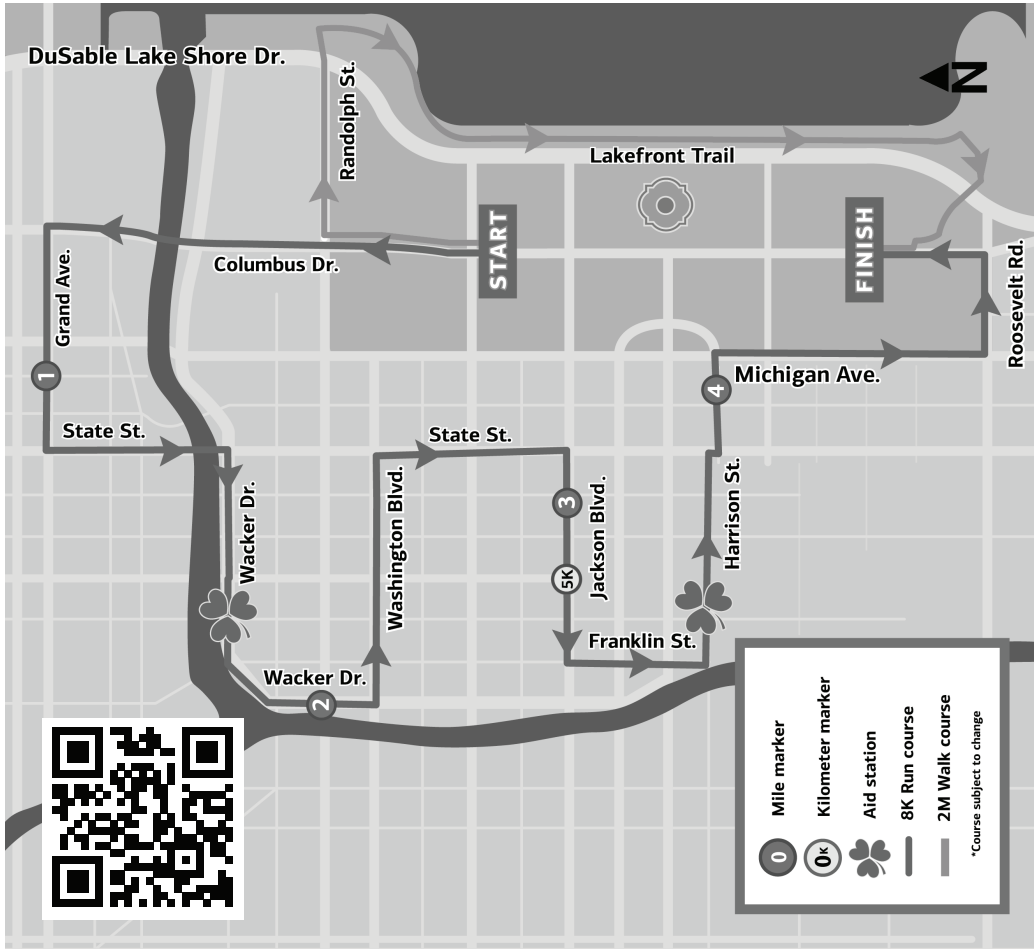 DuSable Lake Shore Dr.
Randolph St.
N
Lakefront Trail
START
FINISH
Columbus Dr.
Grand Ave.
Roosevelt Rd.
1
Michigan Ave.
4
State St.
State St.
Wacker Dr.
Washington Blvd.
3
Jackson Blvd.
5K
Harrison St.
Franklin St.
Wacker Dr.
2
0 Mile marker
0K Kilometer marker
Aid station
8K Run course
2M Walk course
*Course subject to change